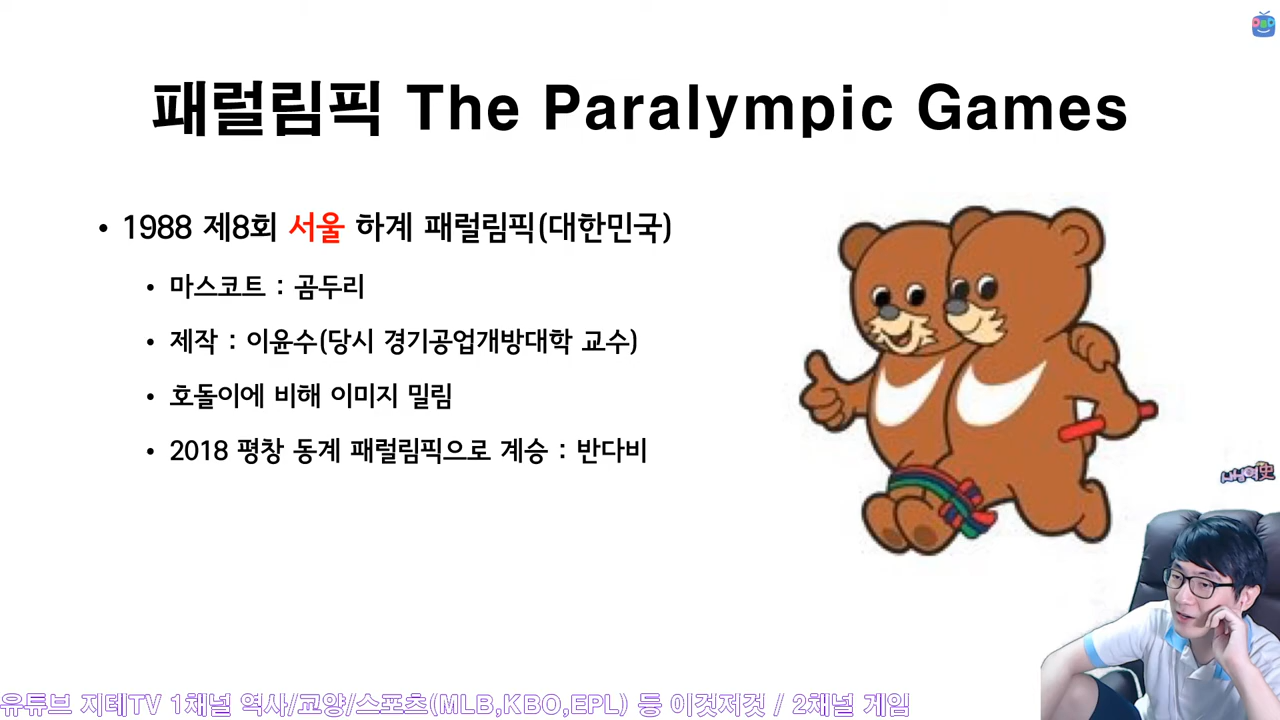 패럴림픽 The Paralympic Games
• 1988 제8회 서울 하계 패럴림픽(대한민국)
• 마스코트 : 곰두리
• 제작 : 이윤수(당시 경기공업개방대학 교수)
• 호돌이에 비해 이미지 밀림
• 2018 평창 동계 패럴림픽으로 계승 : 반다비
유튜브 지테TV 1채널 역사/교양/스포츠(MLB,KBO,EPL) 등 이것저것 / 2채널 게임